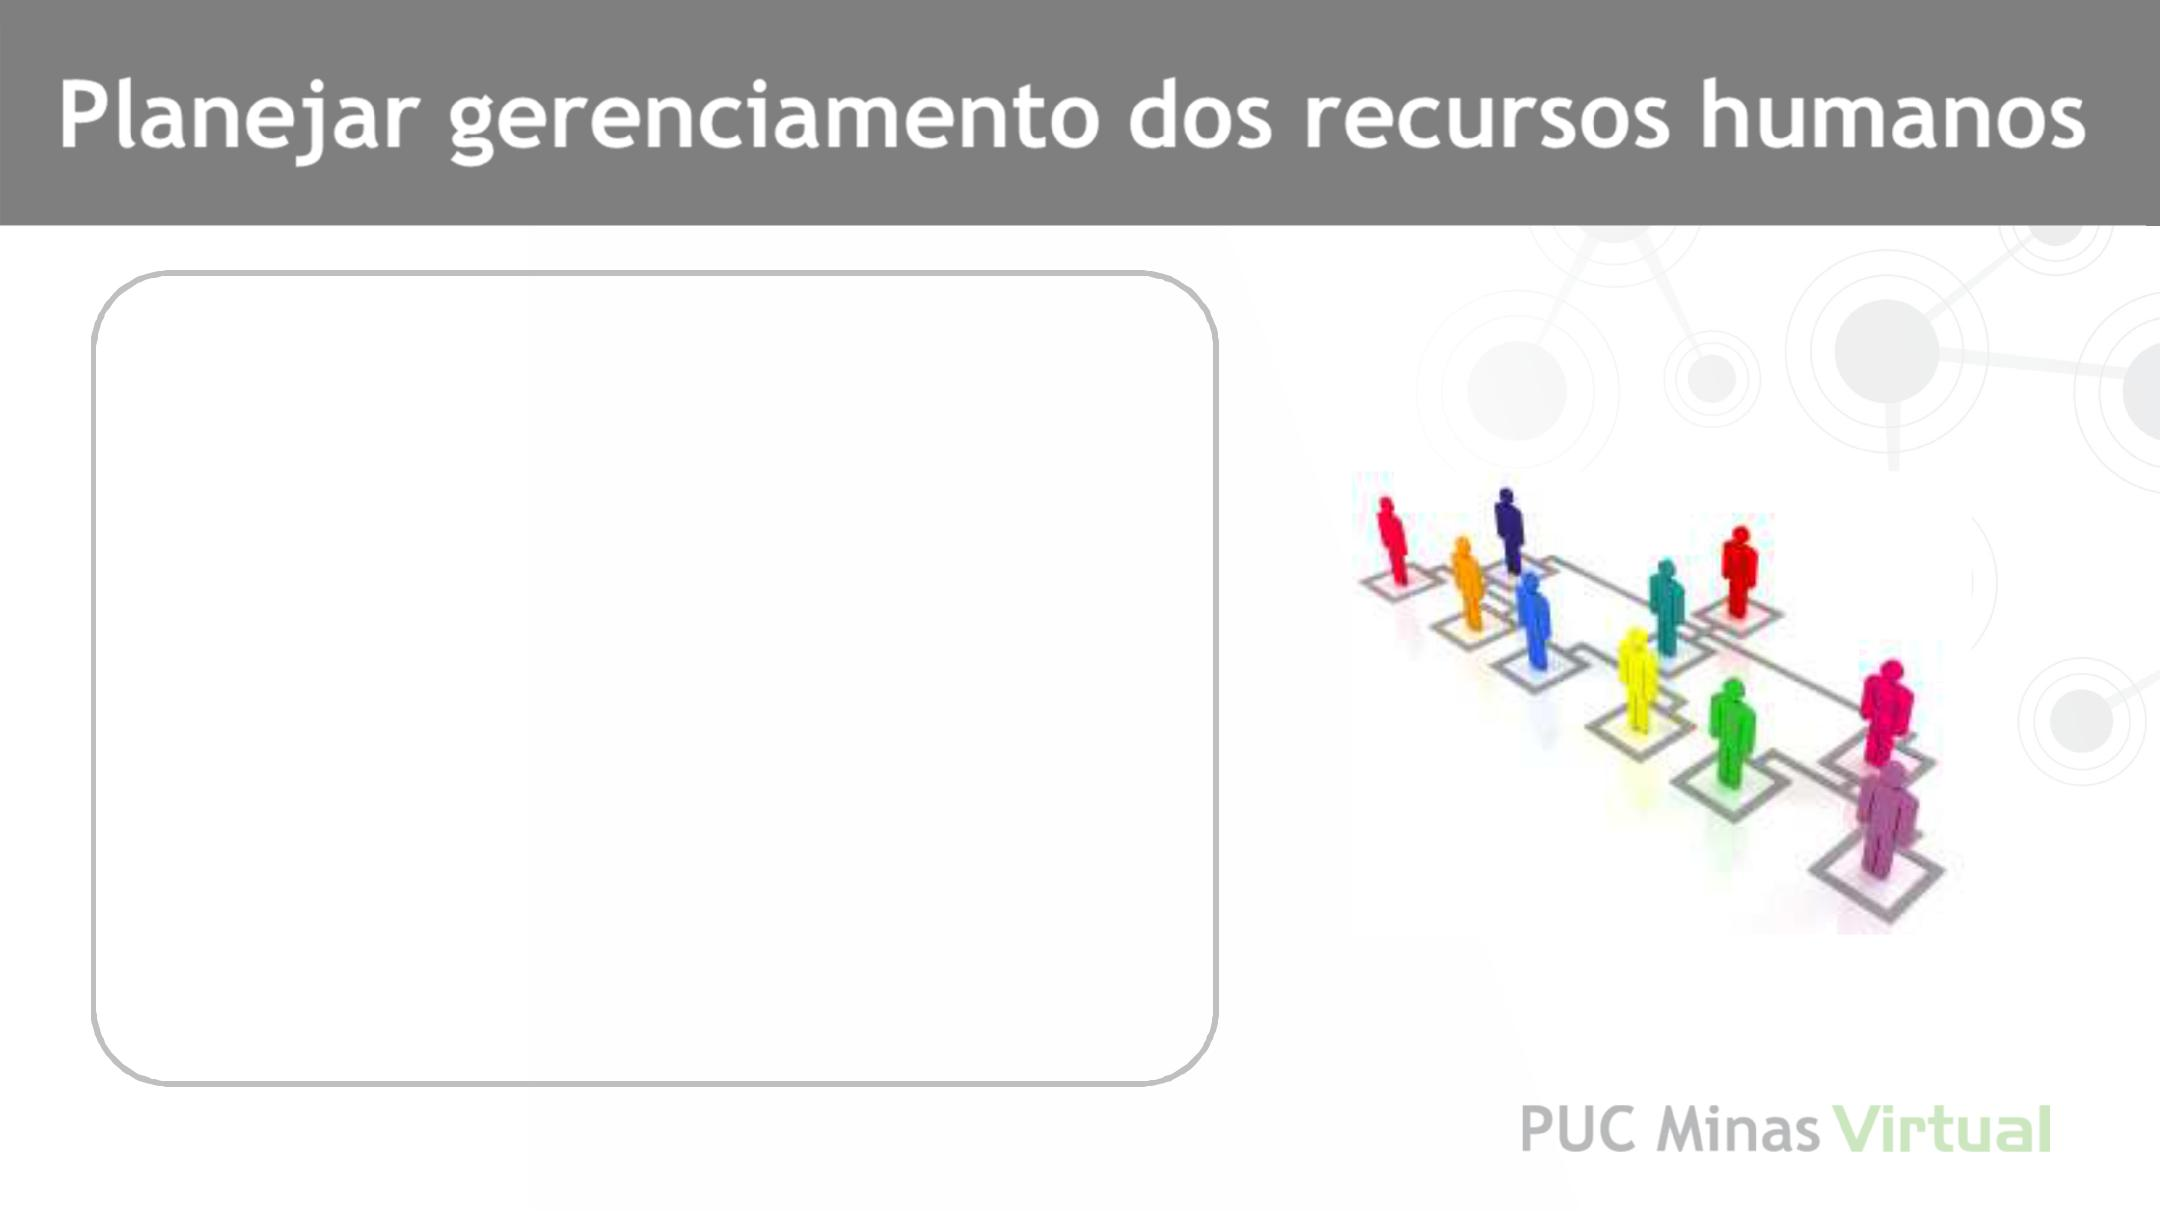 Planejar gerenciamento dos recursos humanos
PUC Minas Virtual